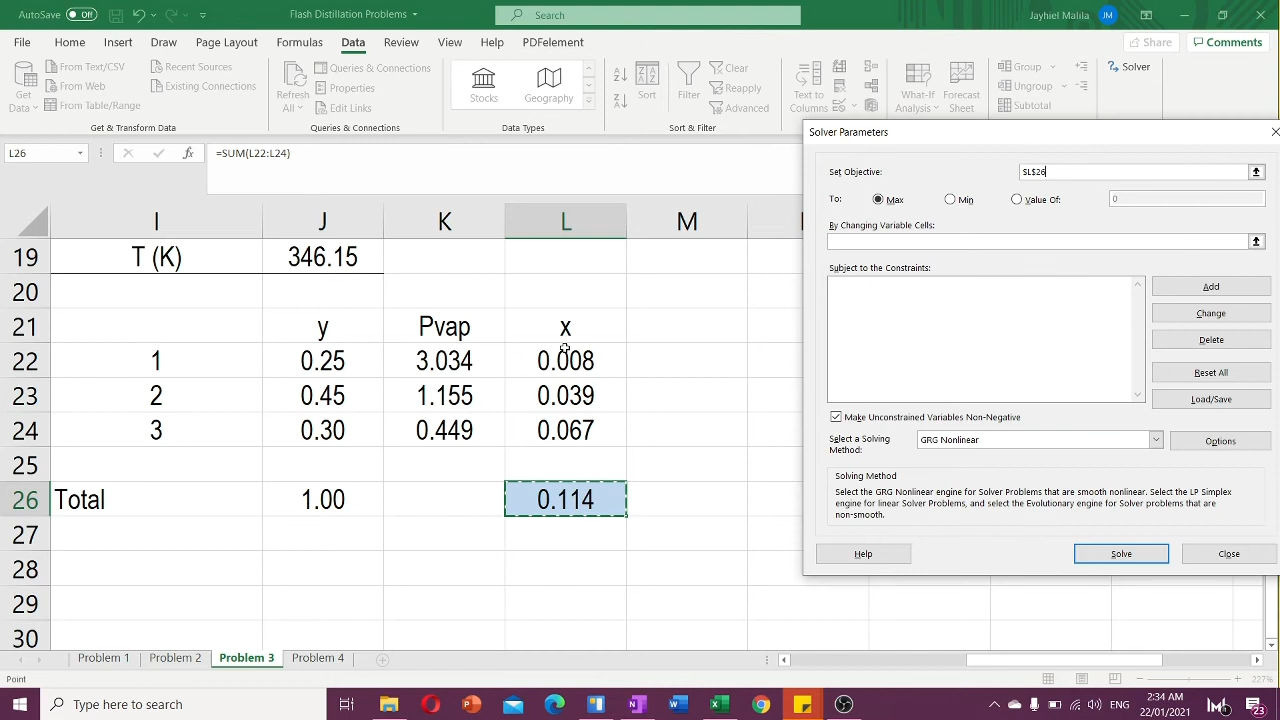 AutoSave Off Flash Distillation Problems Search Jayhiel Malila JM
File Home Insert Draw Page Layout Formulas Data Review View Help PDFelement Share Comments
Get Data From Text/CSV From Web From Table/Range Recent Sources Existing Connections
Refresh All Queries & Connections Properties Edit Links
Stocks Geography
Sort Filter Clear Reapply Advanced
Text to Columns What-If Analysis Forecast Sheet
Group Ungroup Subtotal Solver
Get & Transform Data Queries & Connections Data Types Sort & Filter
L26 fx =SUM(L22:L24)
I J K L M
19 T (K) 346.15
20
21 y Pvap x
22 1 0.25 3.034 0.008
23 2 0.45 1.155 0.039
24 3 0.30 0.449 0.067
25
26 Total 1.00 0.114
27
28
29
30
Solver Parameters
Set Objective: $L$26
To: Max Min Value Of: 0
By Changing Variable Cells:
Subject to the Constraints:
Add
Change
Delete
Reset All
Load/Save
Make Unconstrained Variables Non-Negative
Select a Solving Method: GRG Nonlinear Options
Solving Method
Select the GRG Nonlinear engine for Solver Problems that are smooth nonlinear. Select the LP Simplex
engine for linear Solver Problems, and select the Evolutionary engine for Solver problems that are
non-smooth.
Help Solve Close
Problem 1 Problem 2 Problem 3 Problem 4
Point 227%
Type here to search ENG 2:34 AM 22/01/2021 23